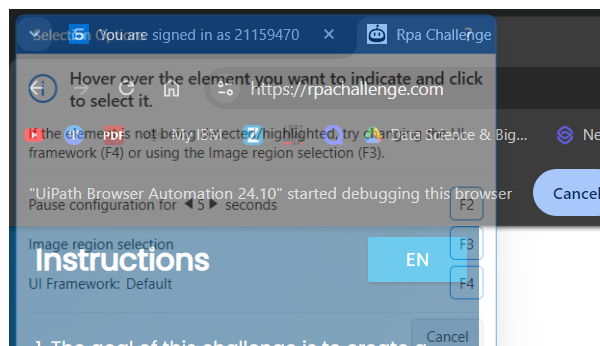 Selection Options
You are signed in as 21159470
Rpa Challenge
?
Hover over the element you want to indicate and click
to select it.
https://rpachallenge.com
If the element is not being selected/highlighted, try changing the UI
framework (F4) or using the Image region selection (F3).
PDF
My IBM
Data Science & Big...
Ne
"UiPath Browser Automation 24.10" started debugging this browser
Cancel
Pause configuration for 5 seconds
F2
Image region selection
F3
Instructions
EN
UI Framework: Default
F4
Cancel
1. The goal of this challenge is to create a